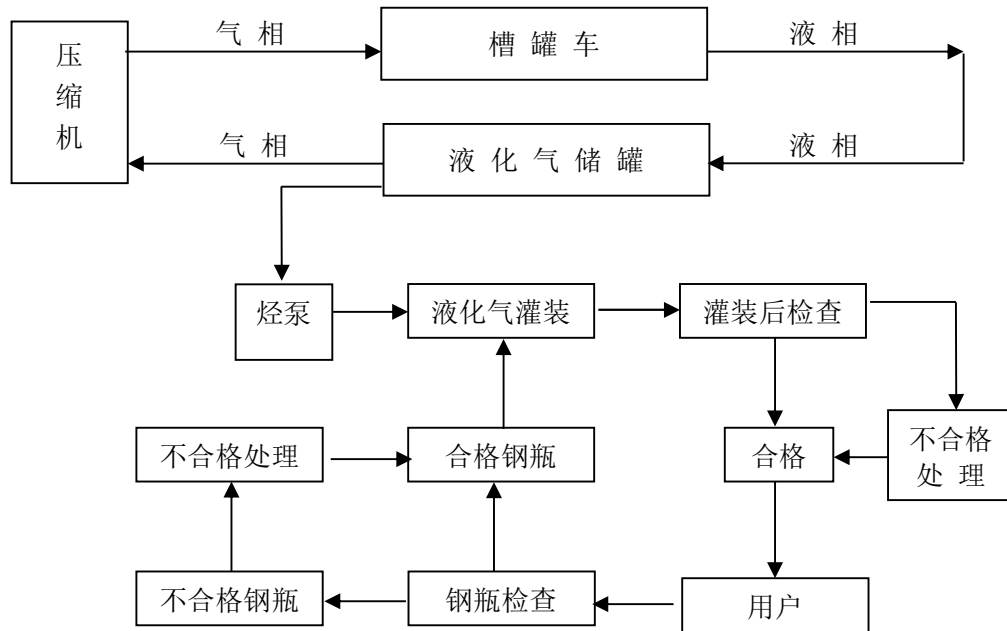 压
缩
机
气 相
槽 罐 车
液 相
气 相
液 化 气 储 罐
液 相
烃泵
液化气灌装
灌装后检查
不合格处理
合格钢瓶
合格
不合格
处 理
不合格钢瓶
钢瓶检查
用户